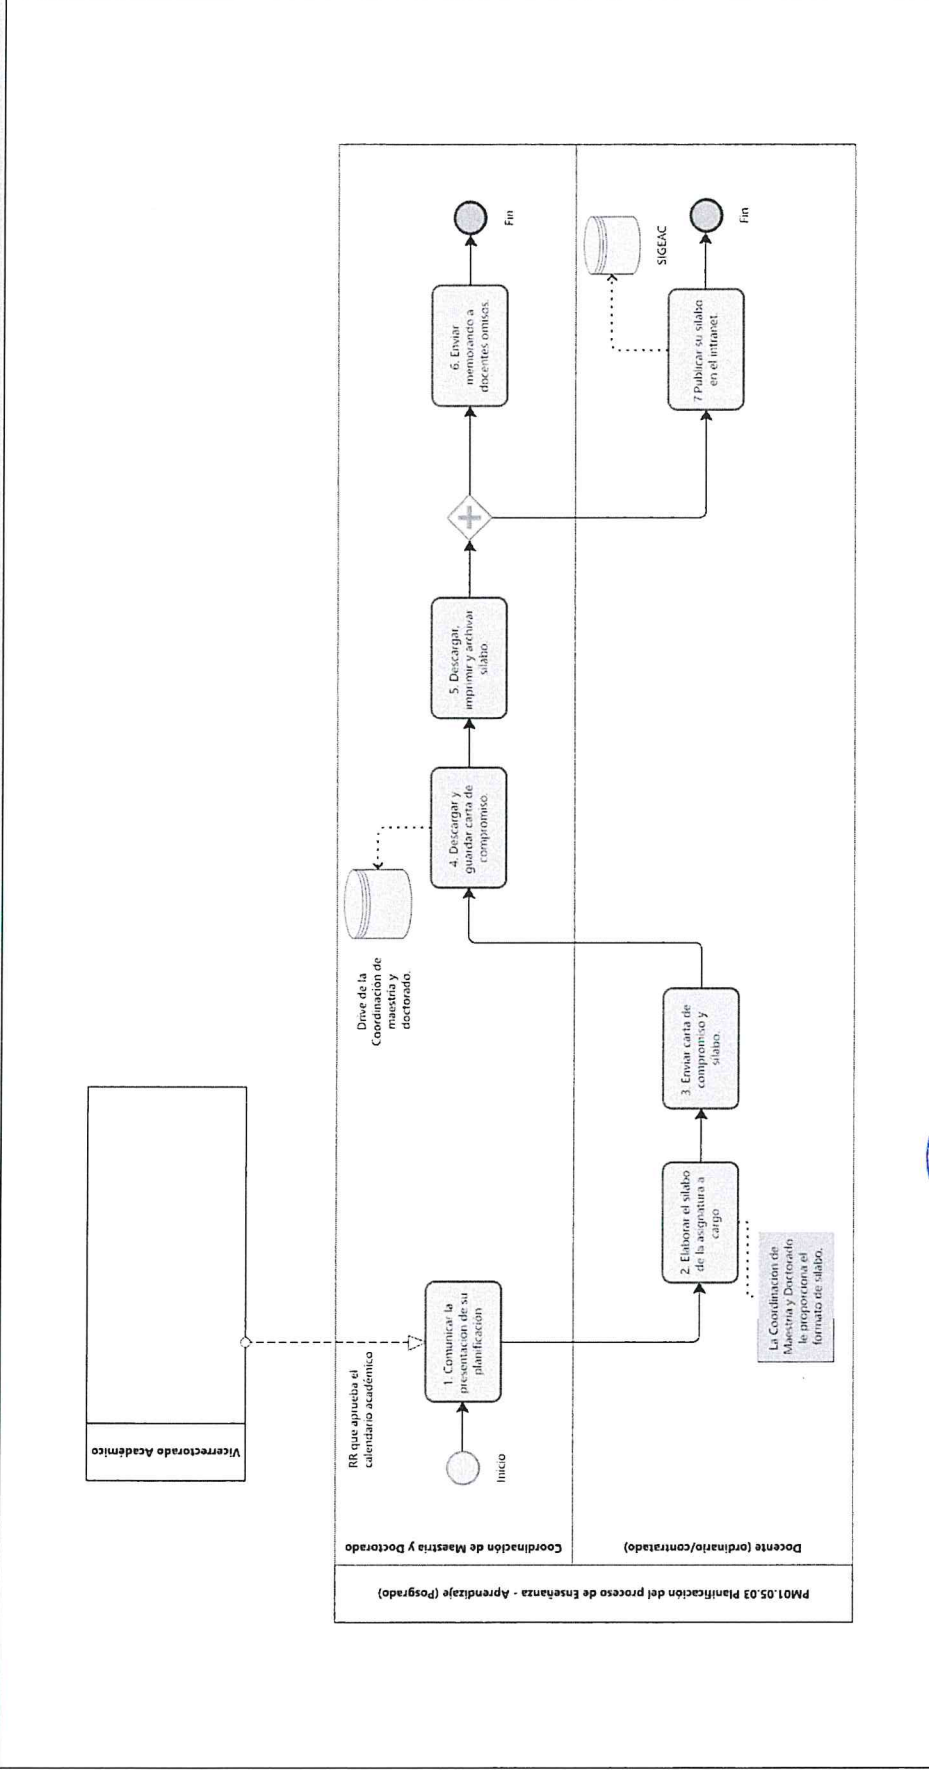 Vicerrectorado Académico
PM01.05.03 Planificación del proceso de Enseñanza - Aprendizaje (Posgrado)
Coordinación de Maestría y Doctorado
Inicio
RR que aprueba el
calendario académico
1. Comunicar la
presentación de su
planificación
Drive de la
Coordinación de
maestría y
doctorado.
4. Descargar y
guardar carta de
compromiso.
5. Descargar,
imprimir y archivar
sílabo.
6. Enviar
memorando a
docentes omisos.
Fin
Docente (ordinario/contratado)
2. Elaborar el sílabo
de la asignatura a
cargo
La Coordinación de
Maestría y Doctorado
le proporciona el
formato de sílabo.
3. Enviar carta de
compromiso y
sílabo.
7 Publicar su sílabo
en el intranet
SIGEAC
Fin